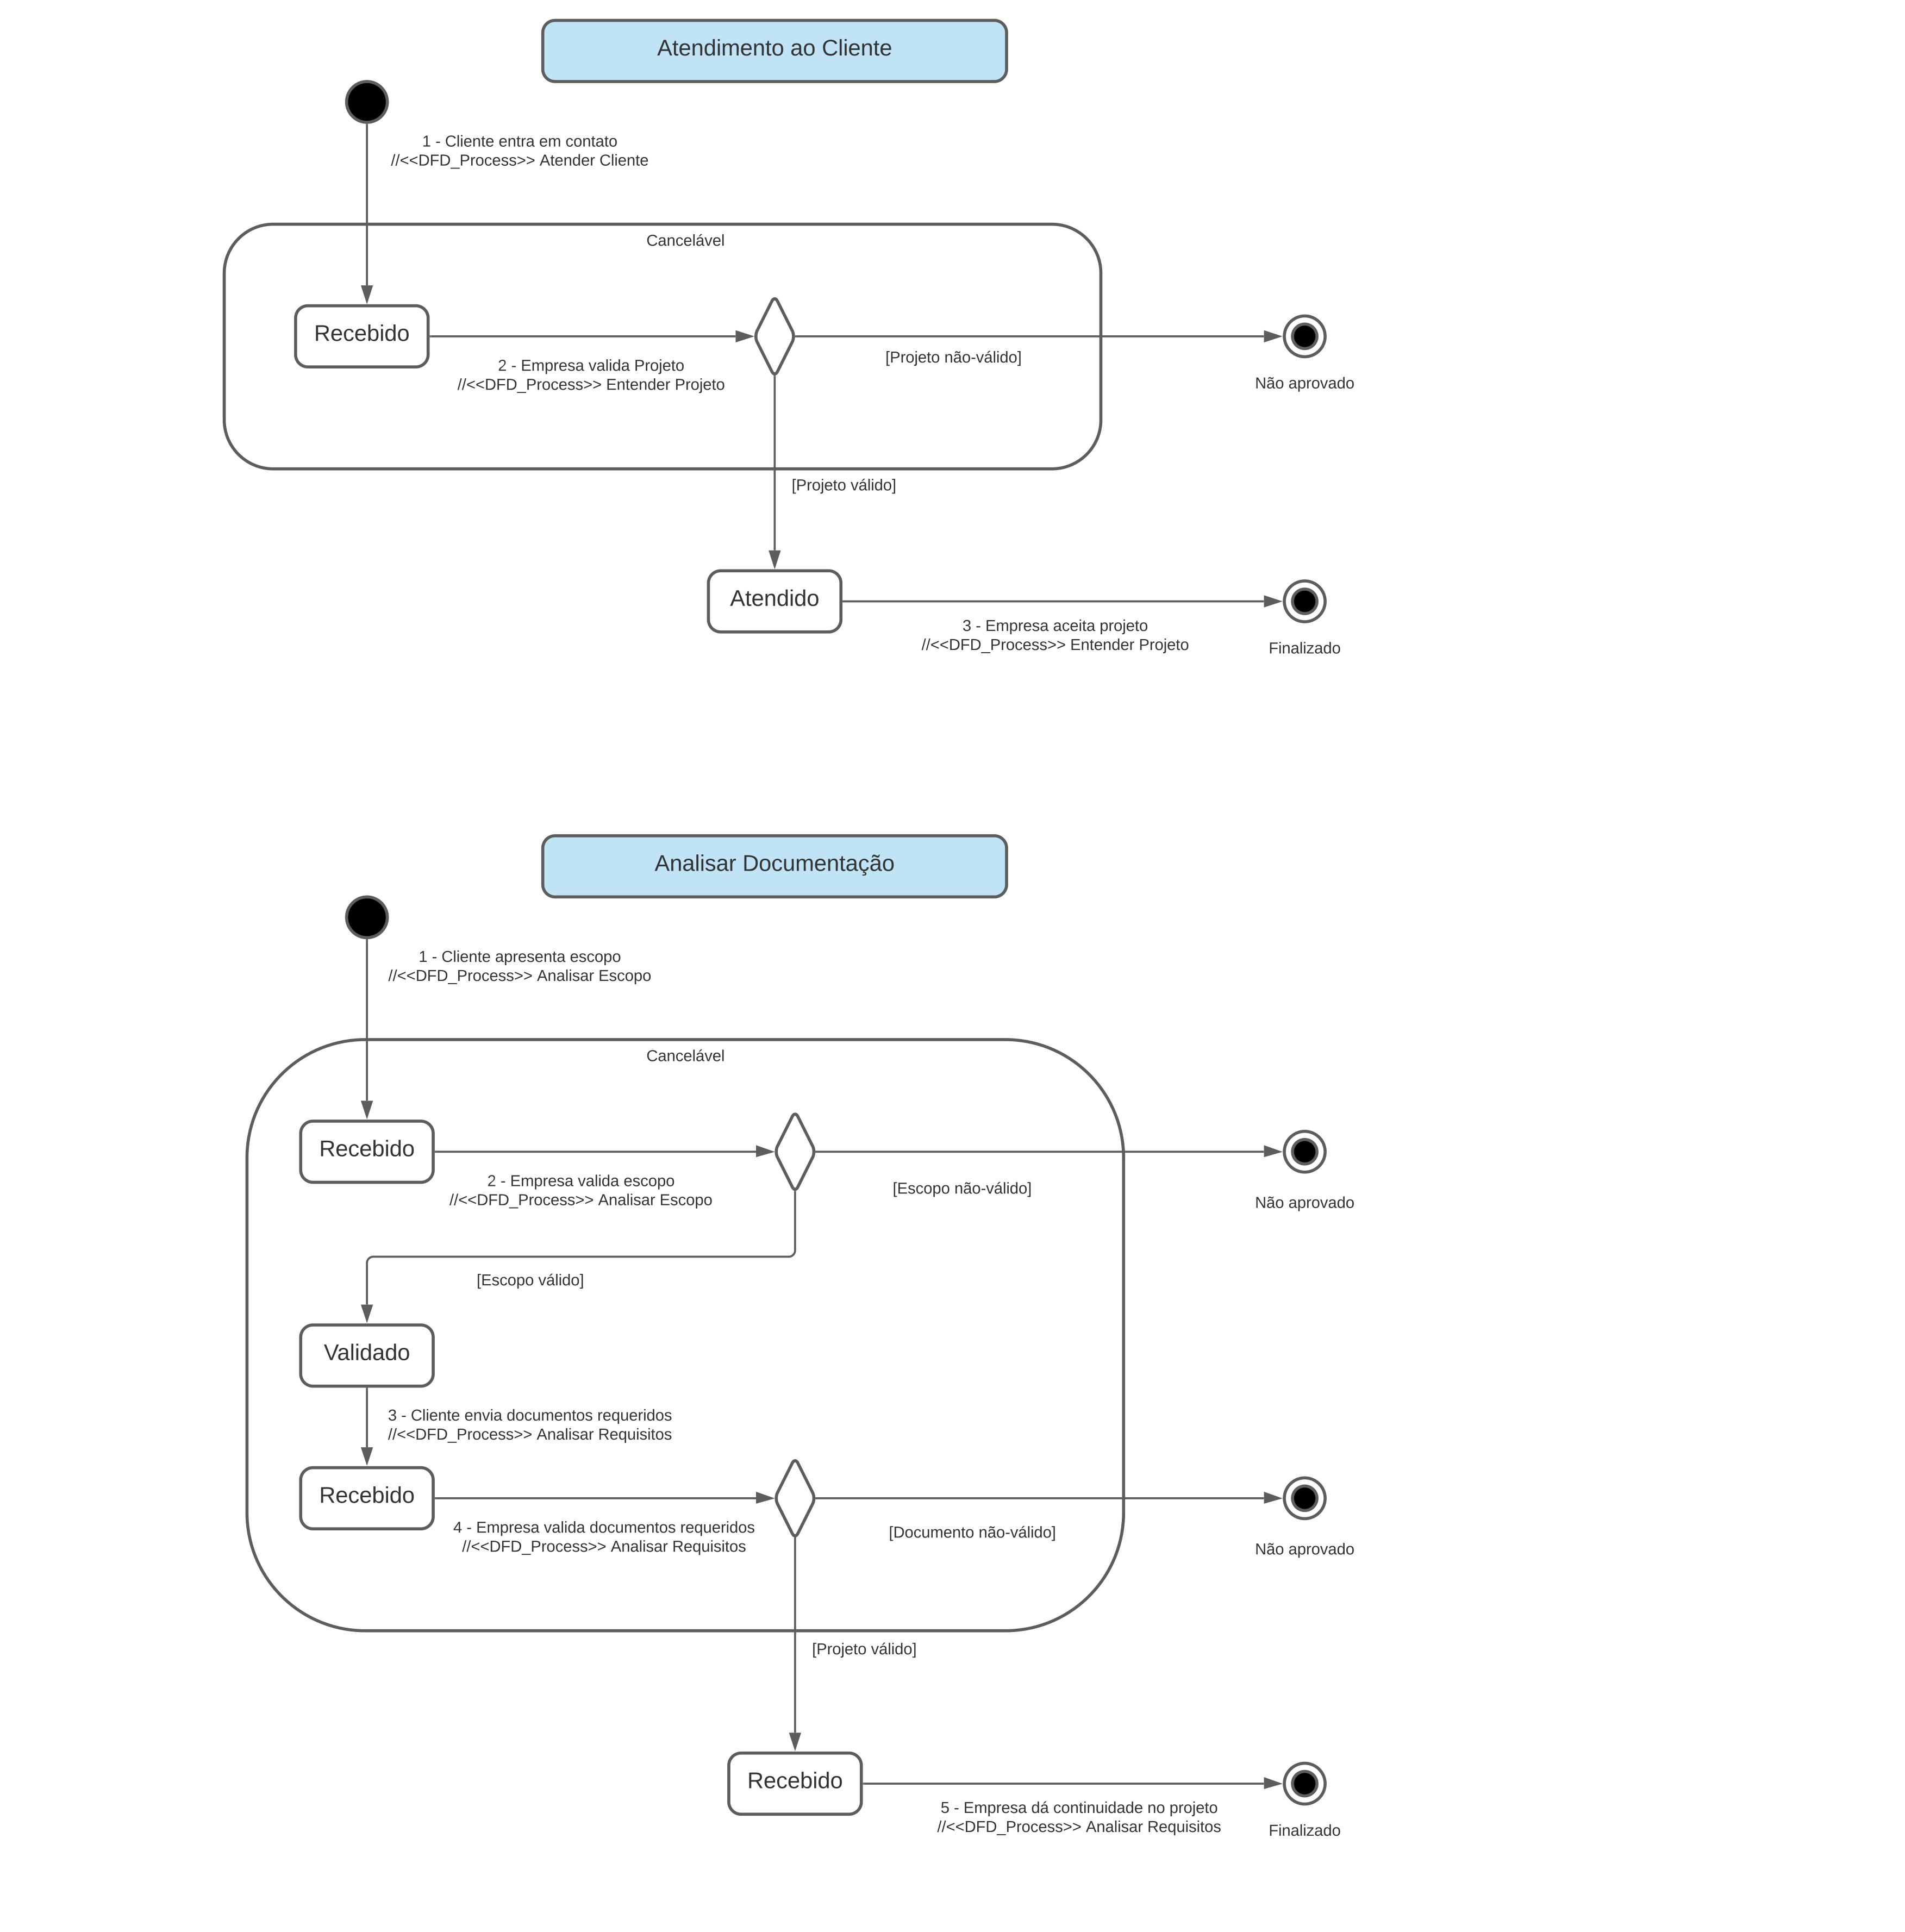 Atendimento ao Cliente
1 - Cliente entra em contato
//<<DFD_Process>> Atender Cliente
Cancelável
Recebido
2 - Empresa valida Projeto
//<<DFD_Process>> Entender Projeto
[Projeto não-válido]
Não aprovado
[Projeto válido]
Atendido
3 - Empresa aceita projeto
//<<DFD_Process>> Entender Projeto
Finalizado
Analisar Documentação
1 - Cliente apresenta escopo
//<<DFD_Process>> Analisar Escopo
Cancelável
Recebido
2 - Empresa valida escopo
//<<DFD_Process>> Analisar Escopo
[Escopo não-válido]
Não aprovado
[Escopo válido]
Validado
3 - Cliente envia documentos requeridos
//<<DFD_Process>> Analisar Requisitos
Recebido
4 - Empresa valida documentos requeridos
//<<DFD_Process>> Analisar Requisitos
[Documento não-válido]
Não aprovado
[Projeto válido]
Recebido
5 - Empresa dá continuidade no projeto
//<<DFD_Process>> Analisar Requisitos
Finalizado